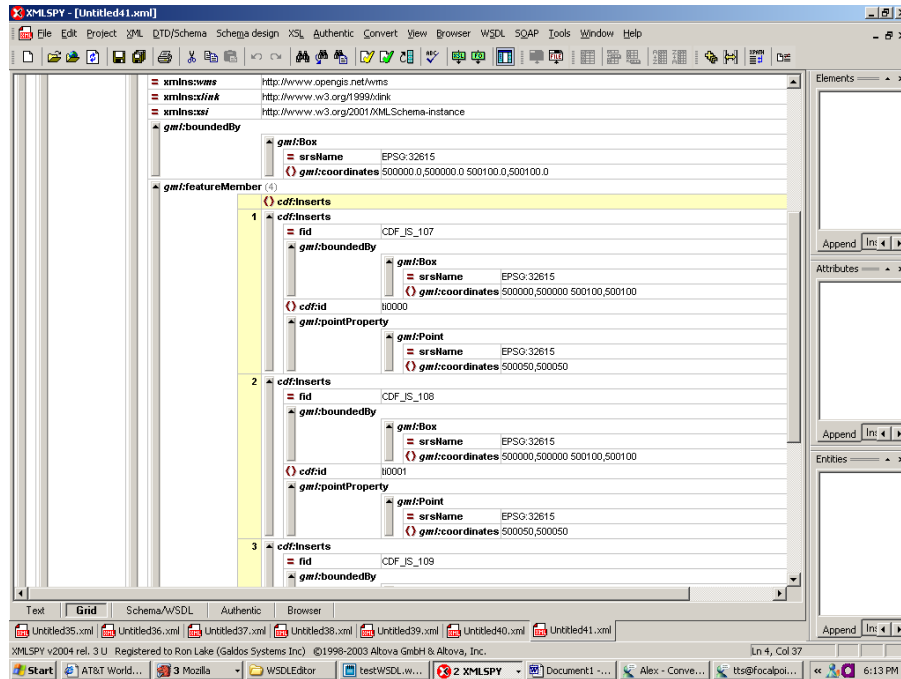 XMLSPY - [Untitled41.xml]
File Edit Project XML DTD/Schema Schema design XSL Authentic Convert View Browser WSDL SOAP Tools Window Help
= xmlns:wms http://www.opengis.net/wms
= xmlns:xlink http://www.w3.org/1999/xlink
= xmlns:xsi http://www.w3.org/2001/XMLSchema-instance
gml:boundedBy
gml:Box
= srsName EPSG:32615
() gml:coordinates 500000.0,500000.0 500100.0,500100.0
gml:featureMember (4)
() cdf:Inserts
1 cdf:Inserts
= fid CDF_IS_107
gml:boundedBy
gml:Box
= srsName EPSG:32615
() gml:coordinates 500000,500000 500100,500100
() cdf:id ti0000
gml:pointProperty
gml:Point
= srsName EPSG:32615
() gml:coordinates 500050,500050
2 cdf:Inserts
= fid CDF_IS_108
gml:boundedBy
gml:Box
= srsName EPSG:32615
() gml:coordinates 500000,500000 500100,500100
() cdf:id ti0001
gml:pointProperty
gml:Point
= srsName EPSG:32615
() gml:coordinates 500050,500050
3 cdf:Inserts
= fid CDF_IS_109
gml:boundedBy
Elements
Append
Attributes
Append
Entities
Append
Text Grid Schema/WSDL Authentic Browser
Untitled35.xml Untitled36.xml Untitled37.xml Untitled38.xml Untitled39.xml Untitled40.xml Untitled41.xml
XMLSPY v2004 rel. 3 U Registered to Ron Lake (Galdos Systems Inc) ©1998-2003 Altova GmbH & Altova, Inc. Ln 4, Col 37
Start AT&T World... 3 Mozilla WSDLEditor testWSDL.w... 2 XMLSPY Document1 -... Alex - Conve... tts@focalpoi... « 6:13 PM